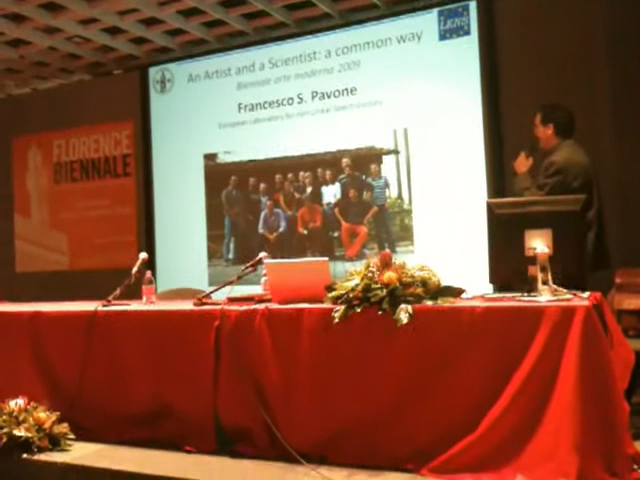 An Artist and a Scientist: a common way
Biennale arte moderna 2009
Francesco S. Pavone
European Laboratory for non Linear Spectroscopy
LENS
FLORENCE
BIENNALE